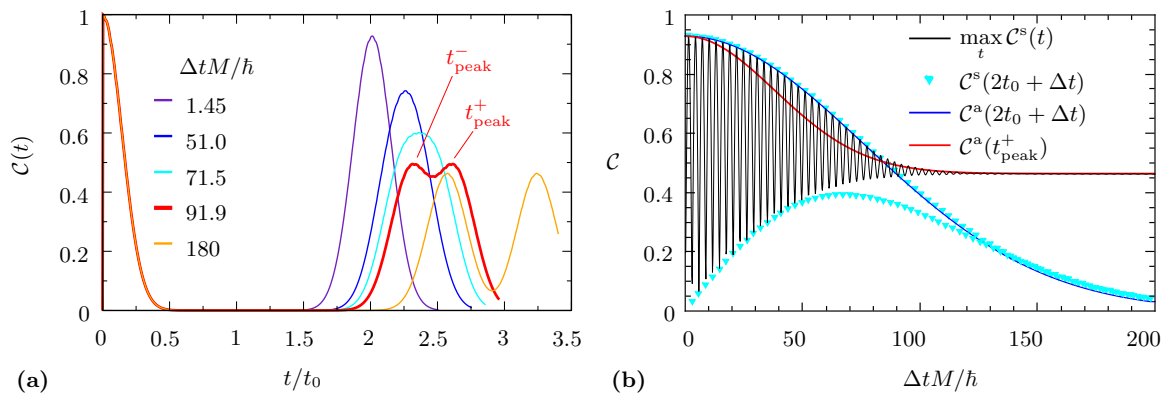 1
0.8
0.6
0.4
0.2
0
C(t)
ΔtM/ℏ
1.45
51.0
71.5
91.9
180
t⁻peak
t⁺peak
0 0.5 1 1.5 2 2.5 3 3.5
t/t₀
(a)
1
0.8
0.6
0.4
0.2
0
C
max t Cˢ(t)
Cˢ(2t₀ + Δt)
Cᵃ(2t₀ + Δt)
Cᵃ(t⁺peak)
0 50 100 150 200
ΔtM/ℏ
(b)